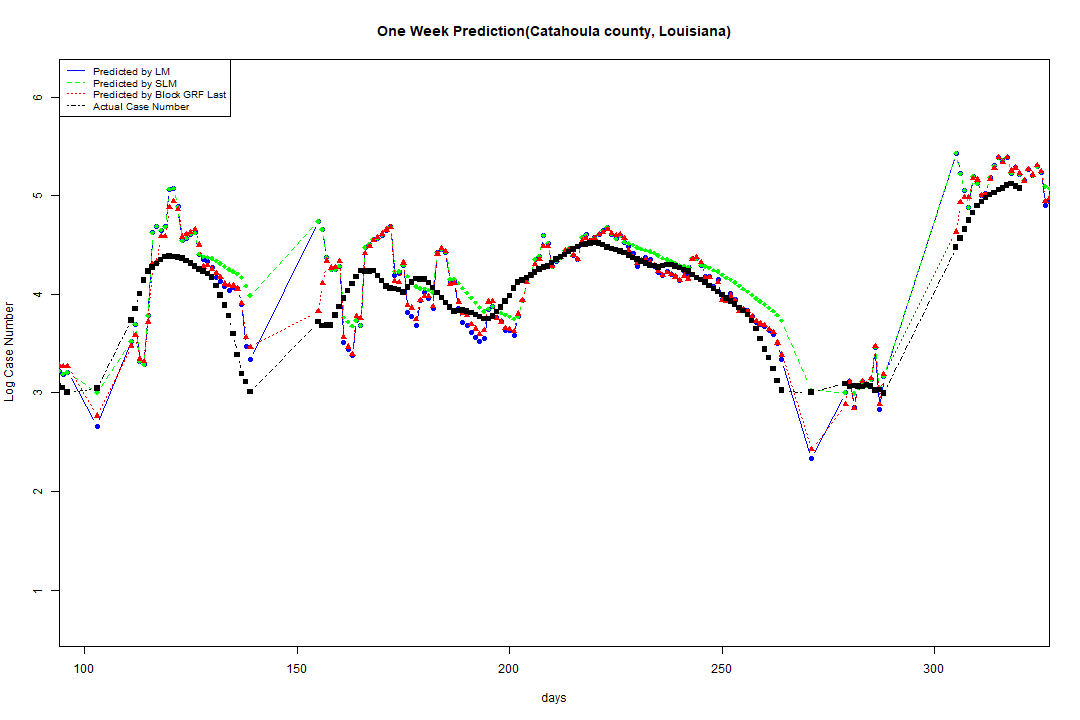 One Week Prediction(Catahoula county, Louisiana)
Predicted by LM
Predicted by SLM
Predicted by Block GRF Last
Actual Case Number
6
5
4
3
2
1
Log Case Number
100 150 200 250 300
days